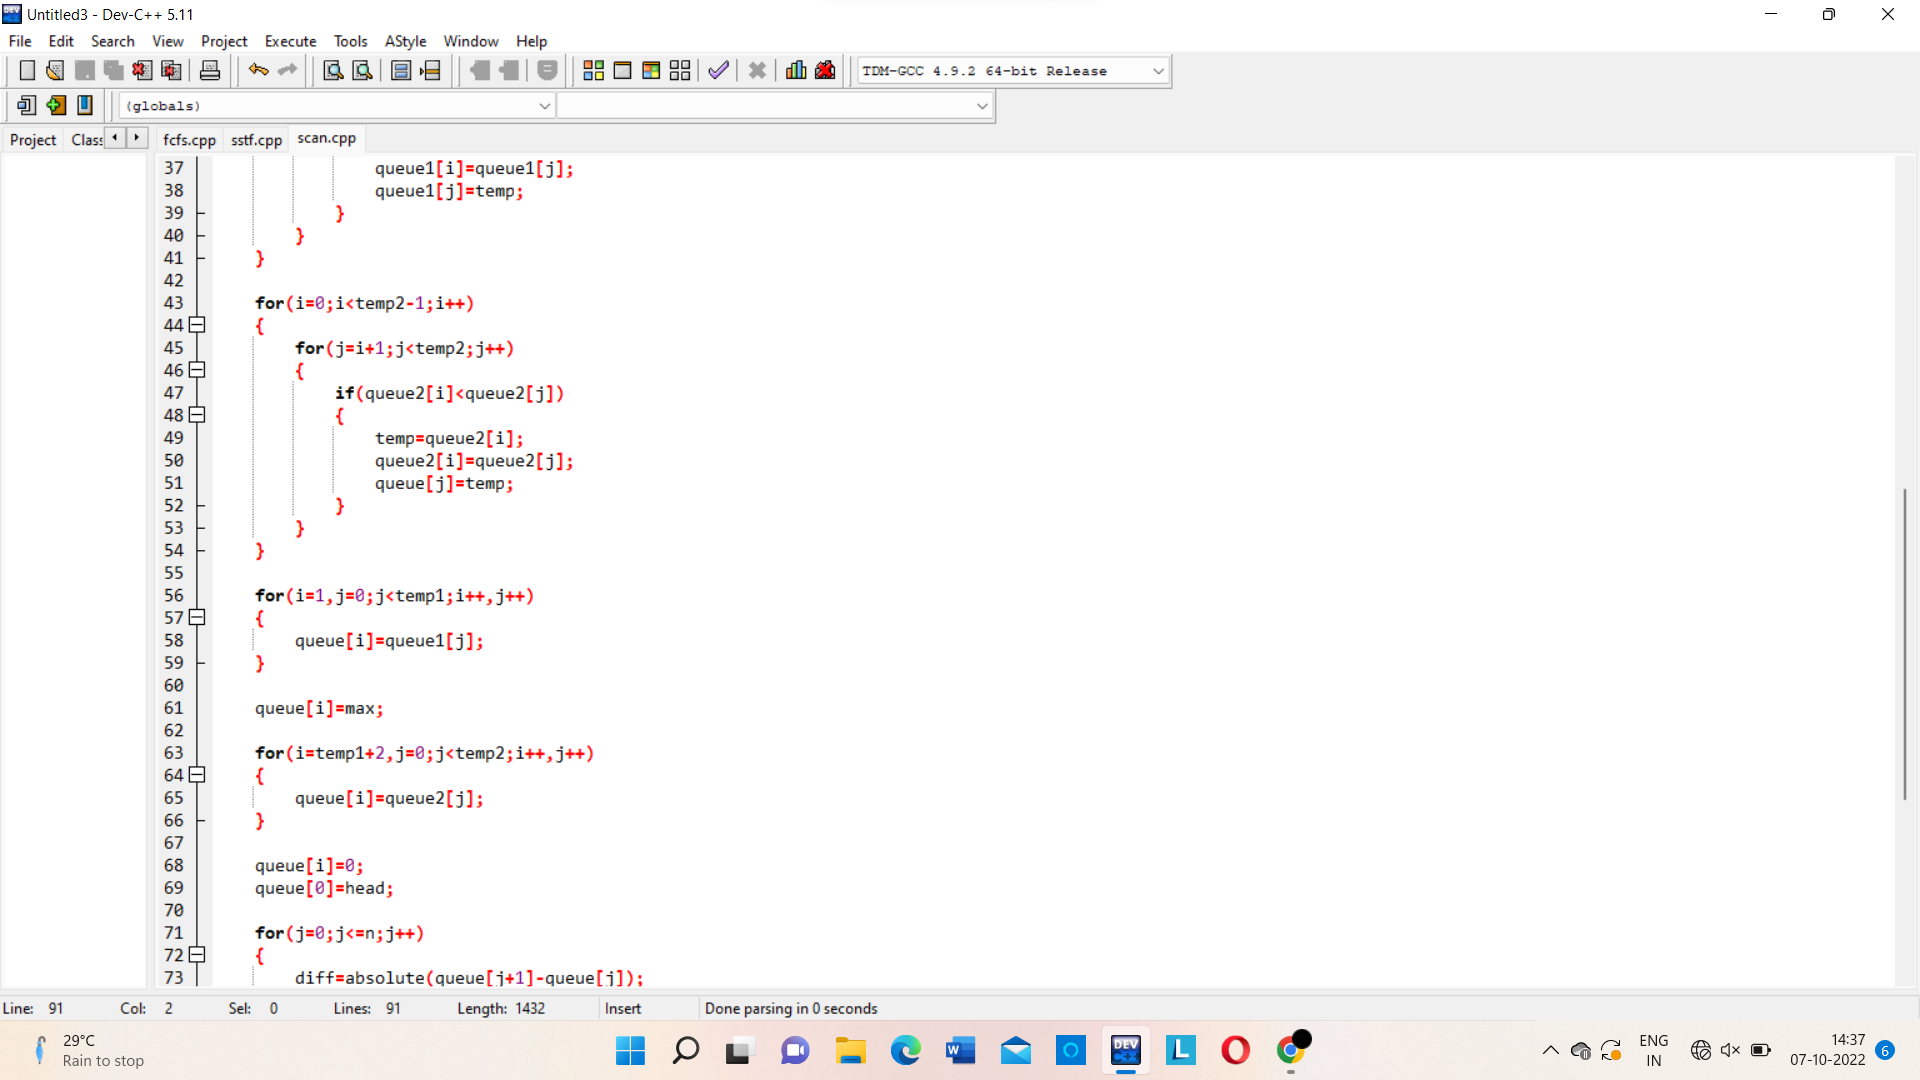 Untitled3 - Dev-C++ 5.11
File Edit Search View Project Execute Tools AStyle Window Help
TDM-GCC 4.9.2 64-bit Release
(globals)
Project Class fcfs.cpp sstf.cpp scan.cpp
37 queue1[i]=queue1[j];
38 queue1[j]=temp;
39 }
40 }
41 }
42
43 for(i=0;i<temp2-1;i++)
44 {
45 for(j=i+1;j<temp2;j++)
46 {
47 if(queue2[i]<queue2[j])
48 {
49 temp=queue2[i];
50 queue2[i]=queue2[j];
51 queue[j]=temp;
52 }
53 }
54 }
55
56 for(i=1,j=0;j<temp1;i++,j++)
57 {
58 queue[i]=queue1[j];
59 }
60
61 queue[i]=max;
62
63 for(i=temp1+2,j=0;j<temp2;i++,j++)
64 {
65 queue[i]=queue2[j];
66 }
67
68 queue[i]=0;
69 queue[0]=head;
70
71 for(j=0;j<=n;j++)
72 {
73 diff=absolute(queue[j+1]-queue[j]);
Line: 91 Col: 2 Sel: 0 Lines: 91 Length: 1432 Insert Done parsing in 0 seconds
29°C
Rain to stop
W
DEV C++
L
ENG
IN
14:37
07-10-2022
6